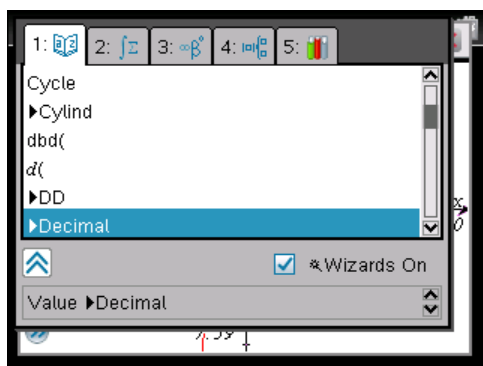 1: 2: ∫Σ 3: ∞β° 4: 5:
Cycle
▶Cylind
dbd(
d(
▶DD
▶Decimal
x
Wizards On
Value ▶Decimal